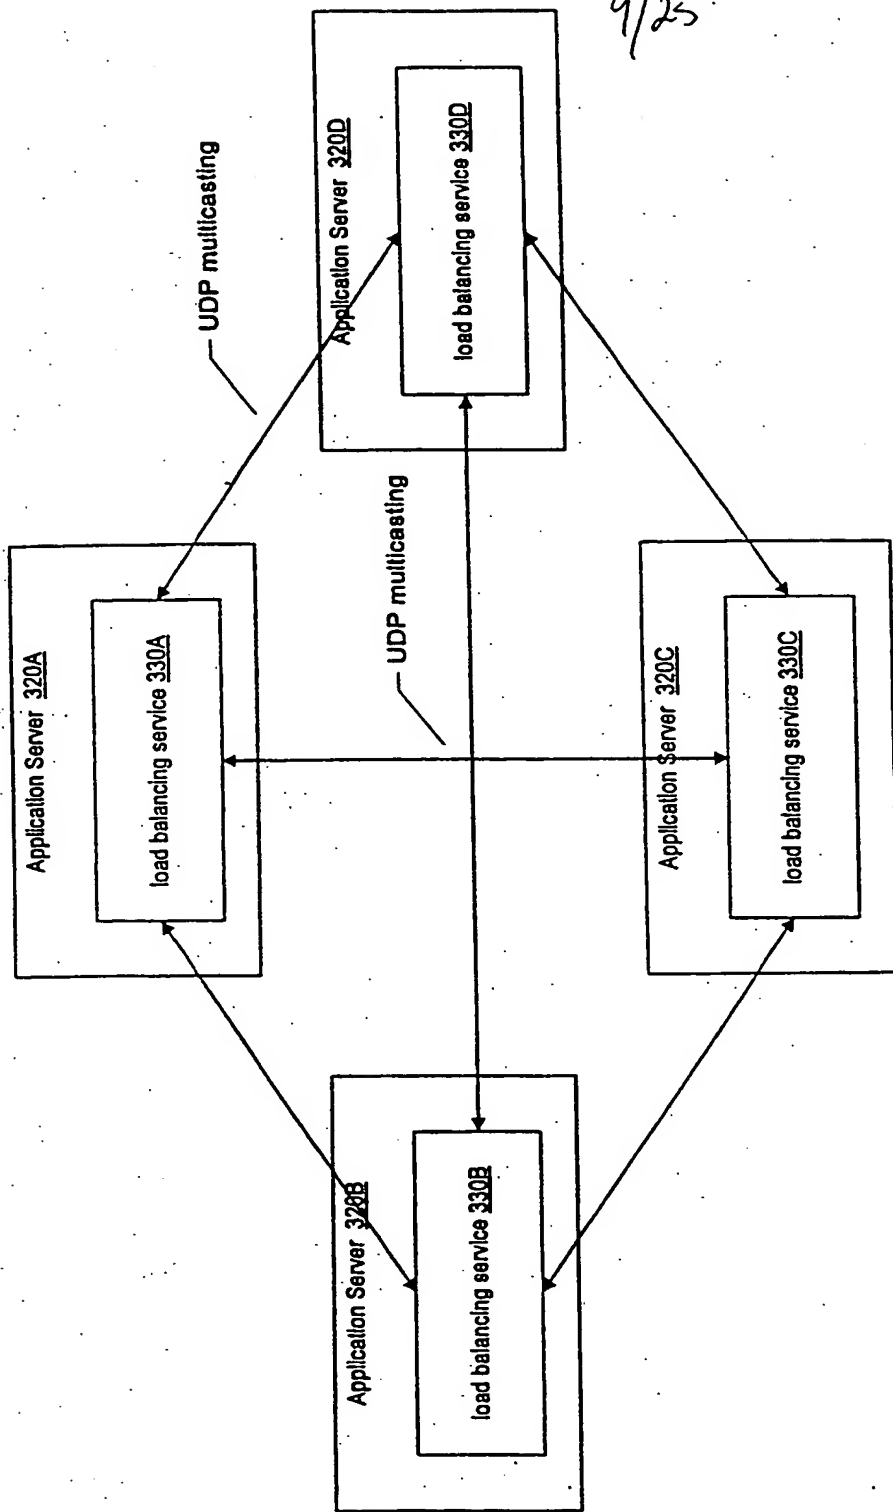 9/25
Application Server 320A
load balancing service 330A
UDP multicasting
Application Server 320B
load balancing service 330B
UDP multicasting
Application Server 320D
load balancing service 330D
Application Server 320C
load balancing service 330C